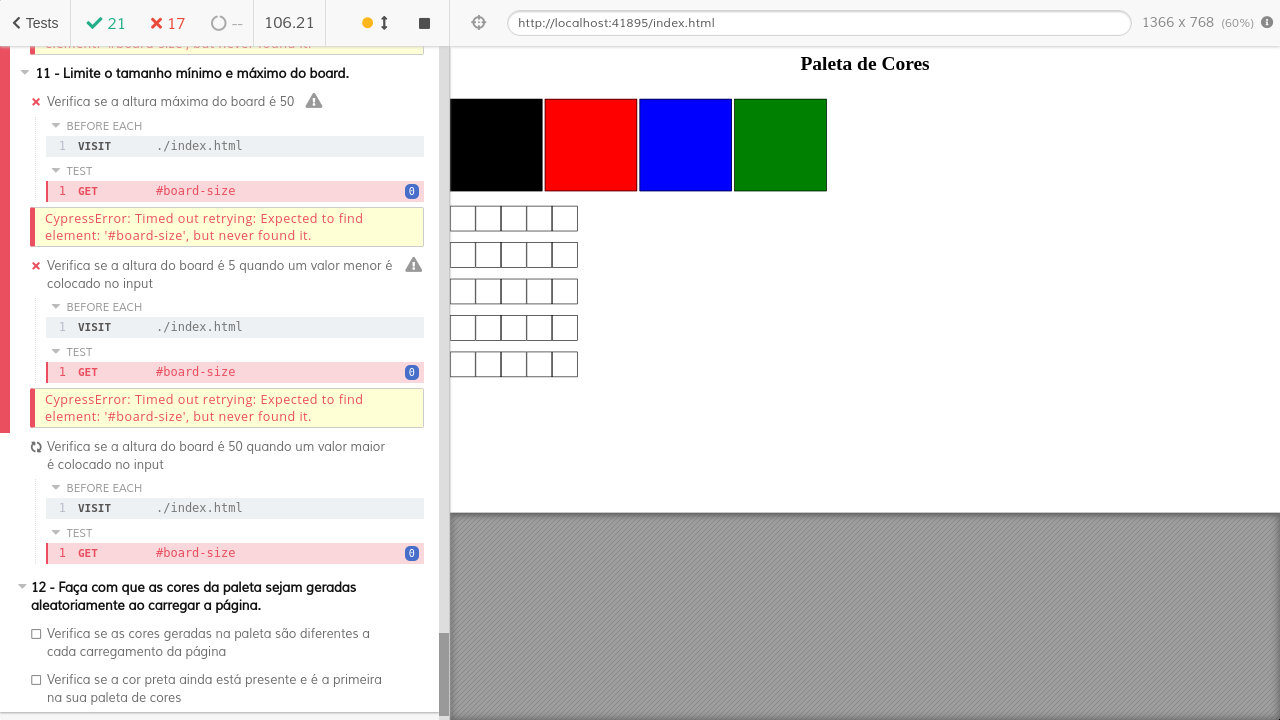 Tests
21
17
--
106.21
http://localhost:41895/index.html
1366 x 768 (60%)
element: '#board-size', but never found it.
11 - Limite o tamanho mínimo e máximo do board.
Verifica se a altura máxima do board é 50
BEFORE EACH
1 VISIT ./index.html
TEST
1 GET #board-size 0
CypressError: Timed out retrying: Expected to find
element: '#board-size', but never found it.
Verifica se a altura do board é 5 quando um valor menor é
colocado no input
BEFORE EACH
1 VISIT ./index.html
TEST
1 GET #board-size 0
CypressError: Timed out retrying: Expected to find
element: '#board-size', but never found it.
Verifica se a altura do board é 50 quando um valor maior
é colocado no input
BEFORE EACH
1 VISIT ./index.html
TEST
1 GET #board-size 0
12 - Faça com que as cores da paleta sejam geradas
aleatoriamente ao carregar a página.
Verifica se as cores geradas na paleta são diferentes a
cada carregamento da página
Verifica se a cor preta ainda está presente e é a primeira
na sua paleta de cores
Paleta de Cores